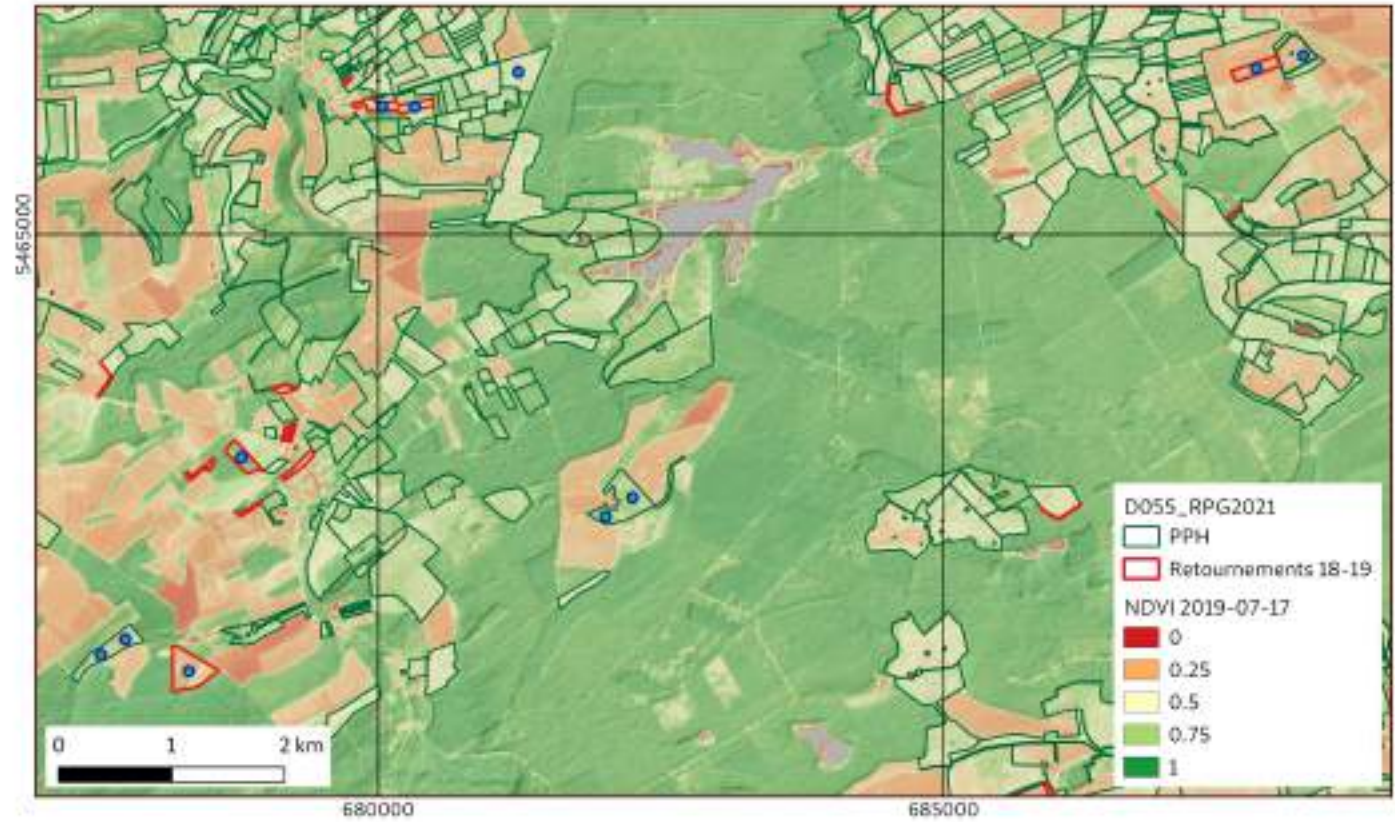 5465000
D055_RPG2021
PPH
Retournements 18-19
NDVI 2019-07-17
0
0.25
0.5
0.75
1
0 1 2 km
680000 685000